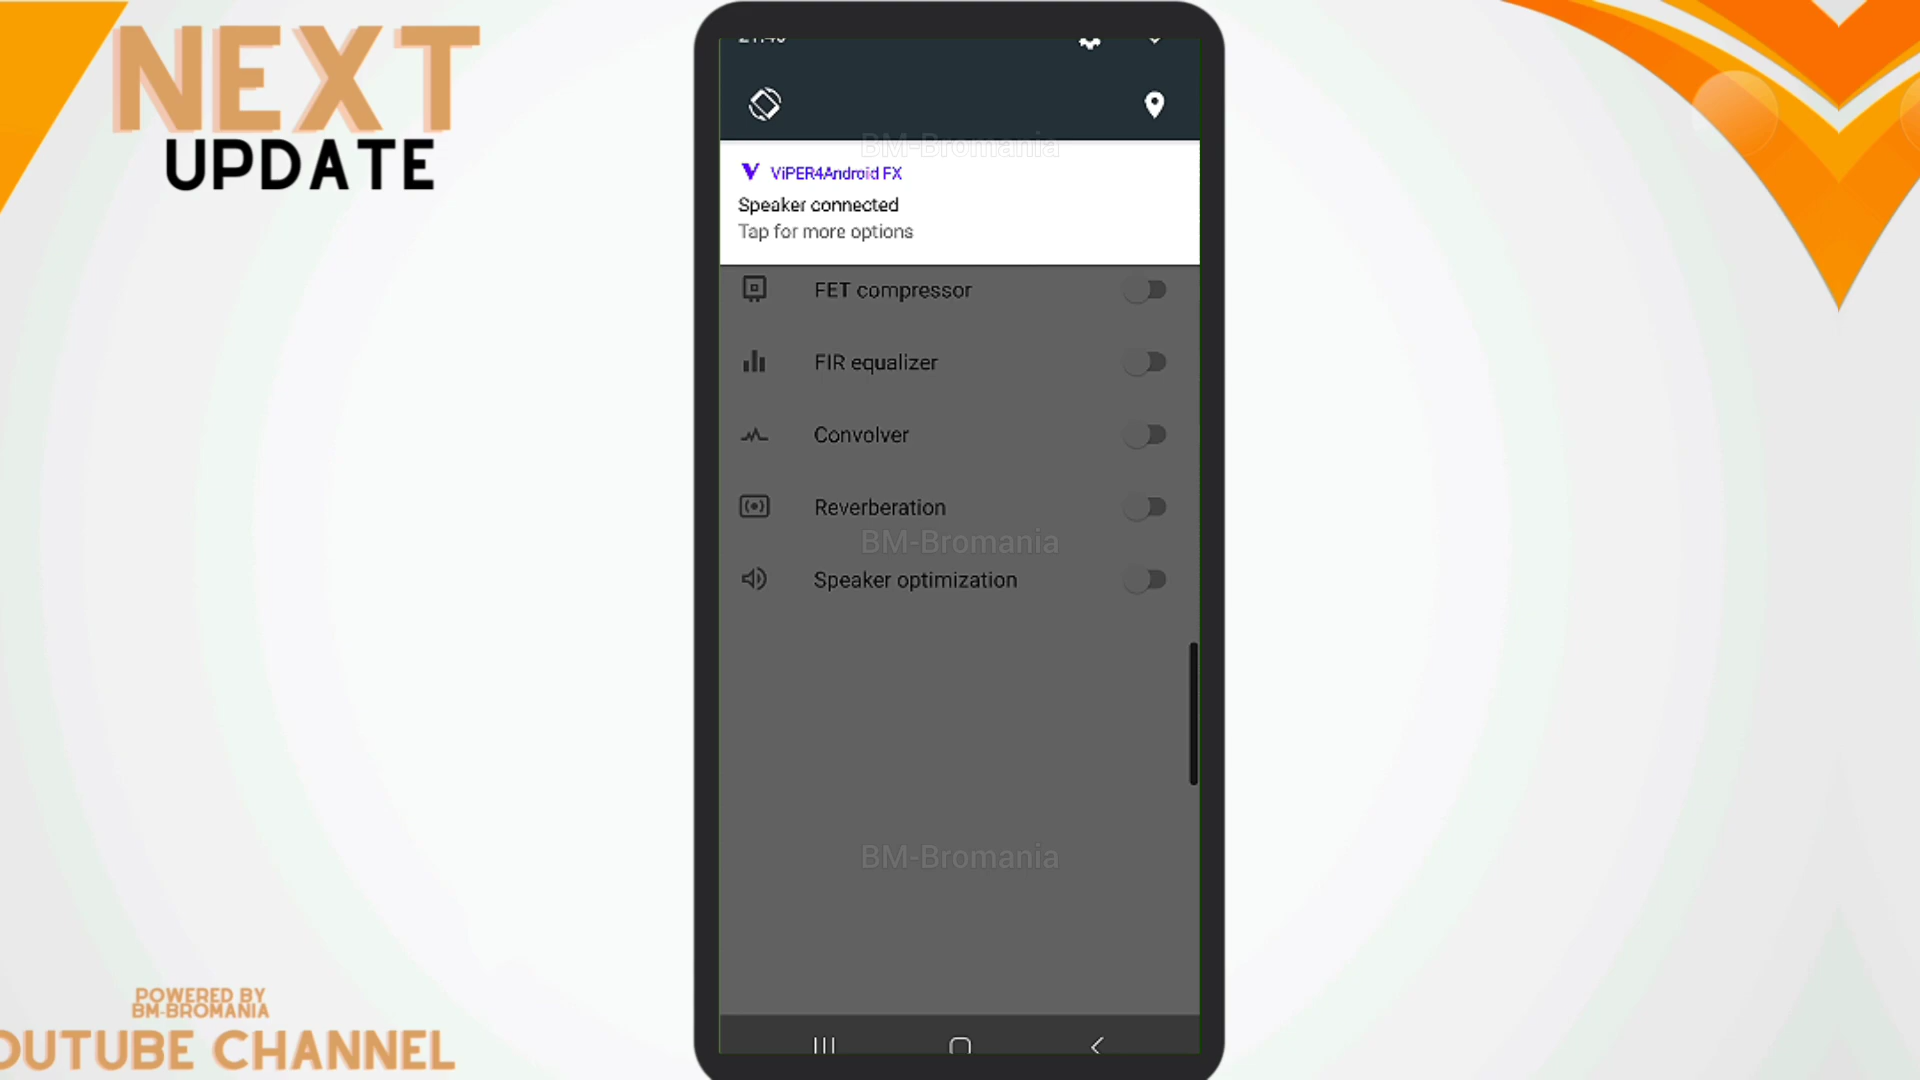 NEXT
UPDATE
BM-Bromania
ViPER4Android FX
Speaker connected
Tap for more options
FET compressor
FIR equalizer
Convolver
Reverberation
BM-Bromania
Speaker optimization
BM-Bromania
POWERED BY
BM-BROMANIA
OUTUBE CHANNEL